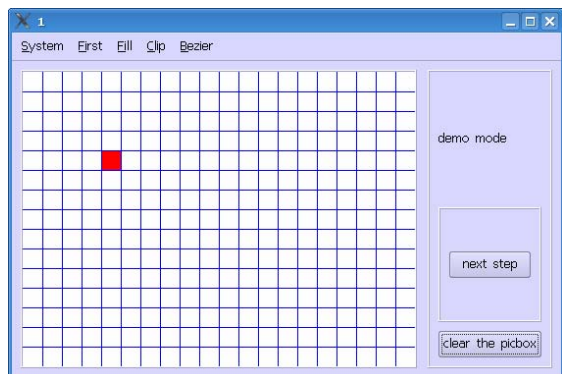 1
System First Fill Clip Bezier
demo mode
next step
clear the picbox